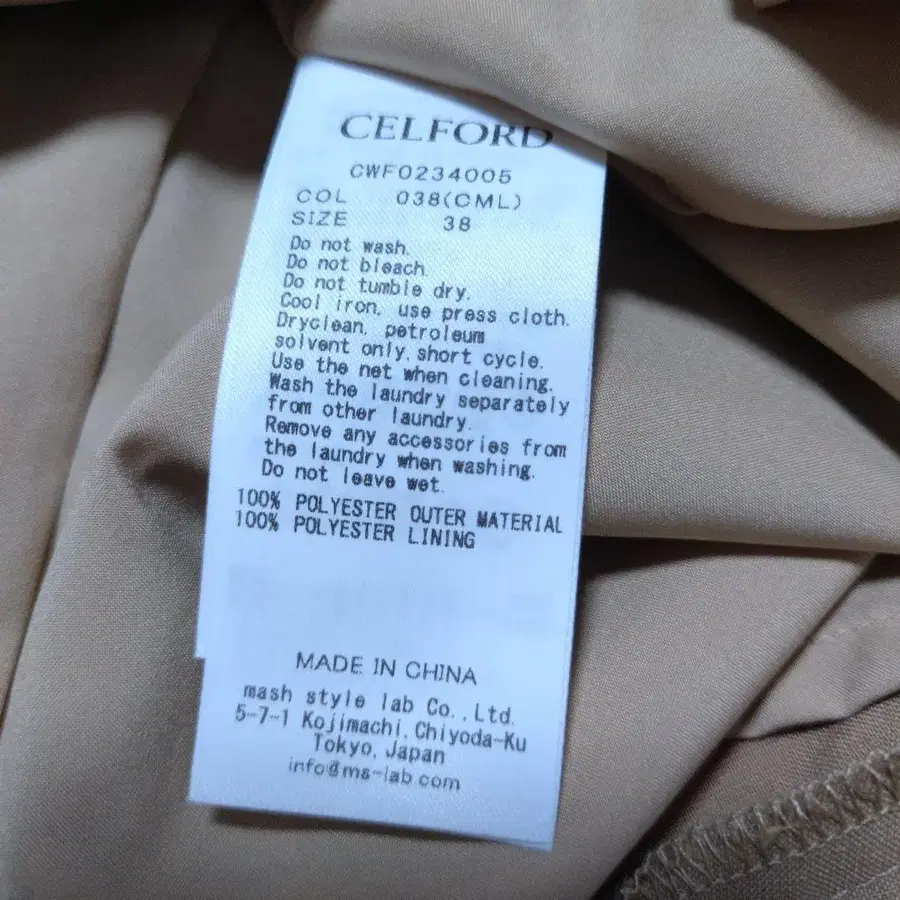 CELFORD
CWF0234005
COL 038(CML)
SIZE 38
Do not wash.
Do not bleach.
Do not tumble dry.
Cool iron, use press cloth.
Dryclean, petroleum
solvent only, short cycle.
Use the net when cleaning.
Wash the laundry separately
from other laundry.
Remove any accessories from
the laundry when washing.
Do not leave wet.
100% POLYESTER OUTER MATERIAL
100% POLYESTER LINING
MADE IN CHINA
mash style lab Co., Ltd.
5-7-1 Kojimachi, Chiyoda-Ku
Tokyo, Japan
info@ms-lab.com